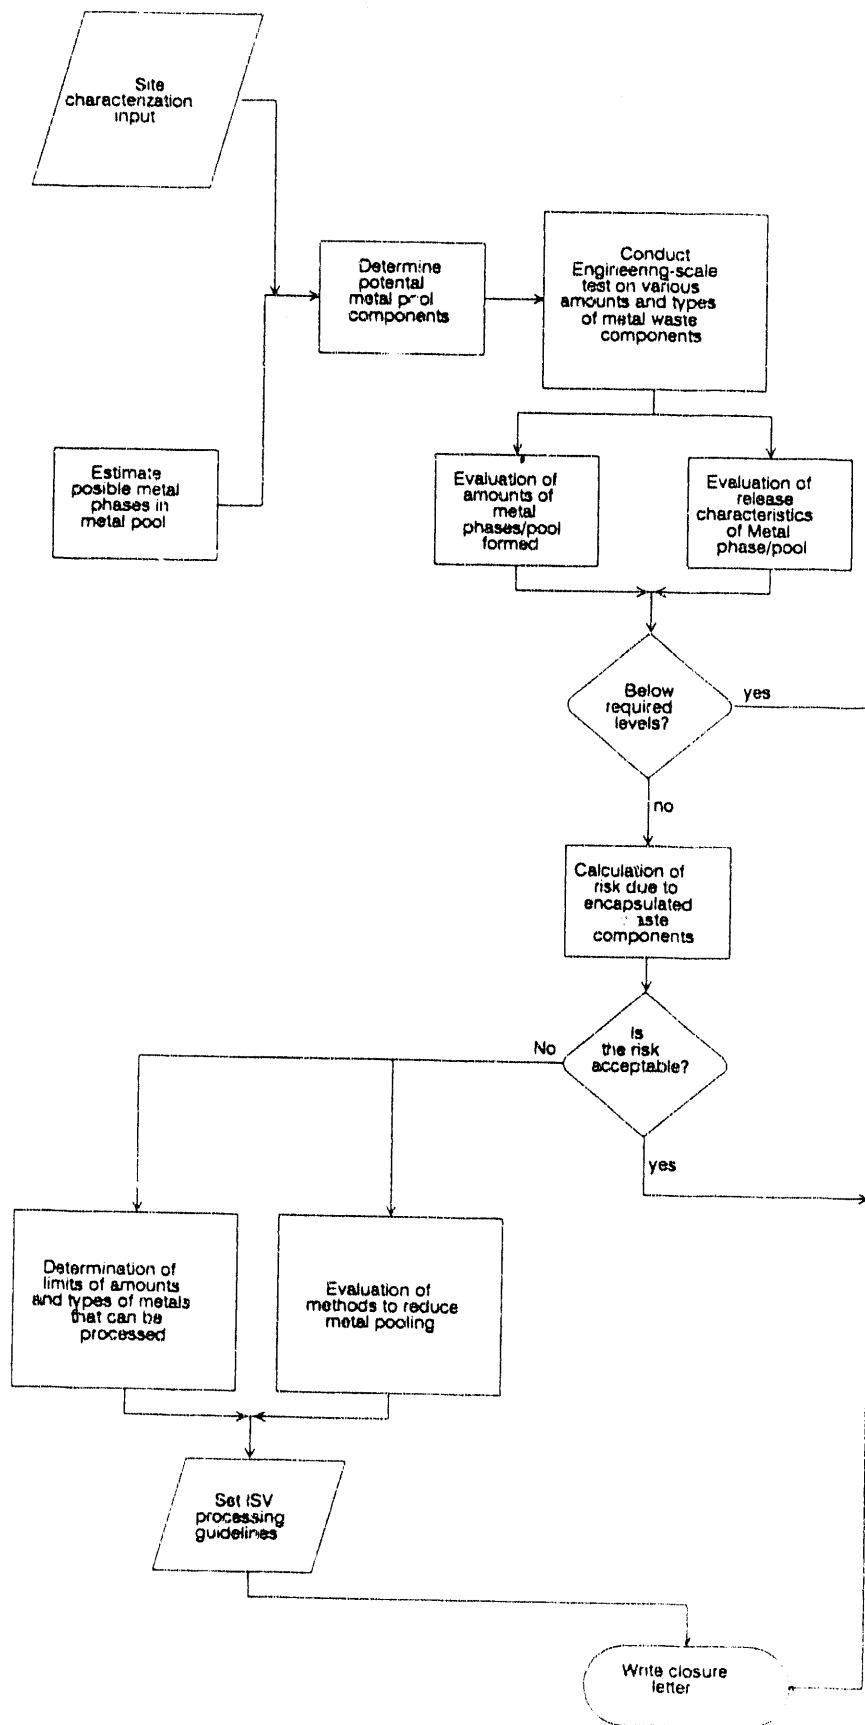 Site
characterization
input
Determine
potential
metal
components
Conduct
Engineering-scale
test on various
amounts and types
of metal waste
components
Estimate
posible metal
phases in
metal pool
Evaluation of
amounts of
metal
phases/pool
formed
Evaluation of
release
characteristics
of Metal
phase/pool
Below
required
levels?
yes
no
Calculation of
risk due to
encapsulated
components
Is
the risk
acceptable?
No
yes
Determination of
limits of amounts
and types of metals
that can be
processed
Evaluation of
methods to reduce
metal pooling
Set ISV
processing
guidelines
Write closure
letter